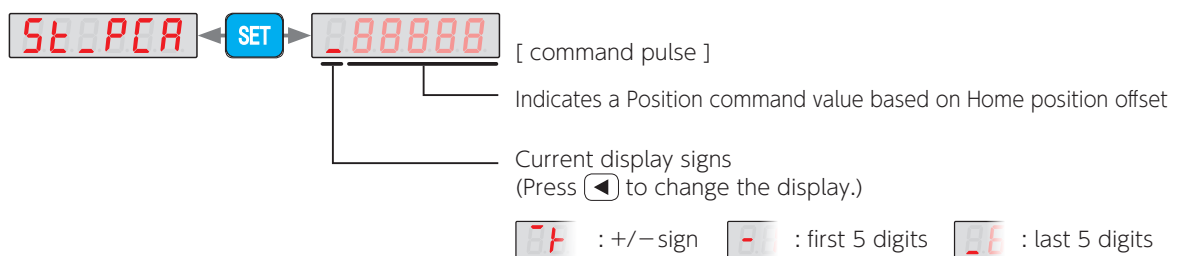 St_PCA SET _88888 [ command pulse ]
Indicates a Position command value based on Home position offset
Current display signs
(Press ◀ to change the display.)
: +/−sign - : first 5 digits _ : last 5 digits